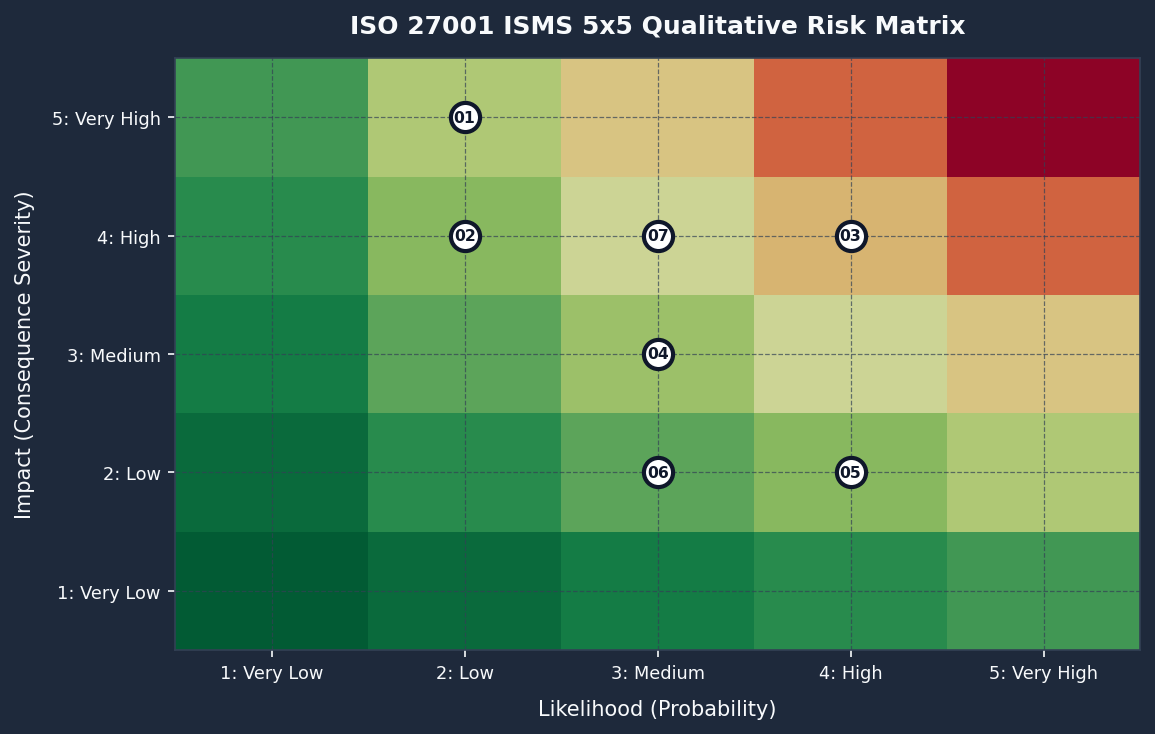 ISO 27001 ISMS 5x5 Qualitative Risk Matrix
Impact (Consequence Severity)
5: Very High
01
4: High
02
07
03
3: Medium
04
2: Low
06
05
1: Very Low
1: Very Low
2: Low
3: Medium
4: High
5: Very High
Likelihood (Probability)